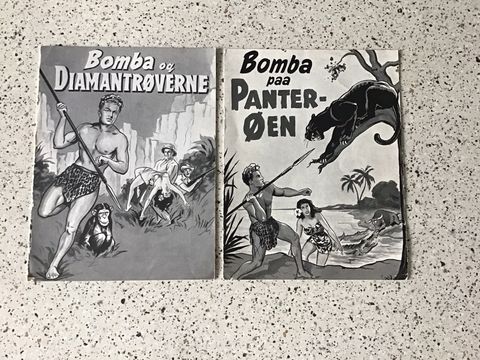 Bomba og
DIAMANTRØVERNE
Bomba
paa
PANTER-
ØEN